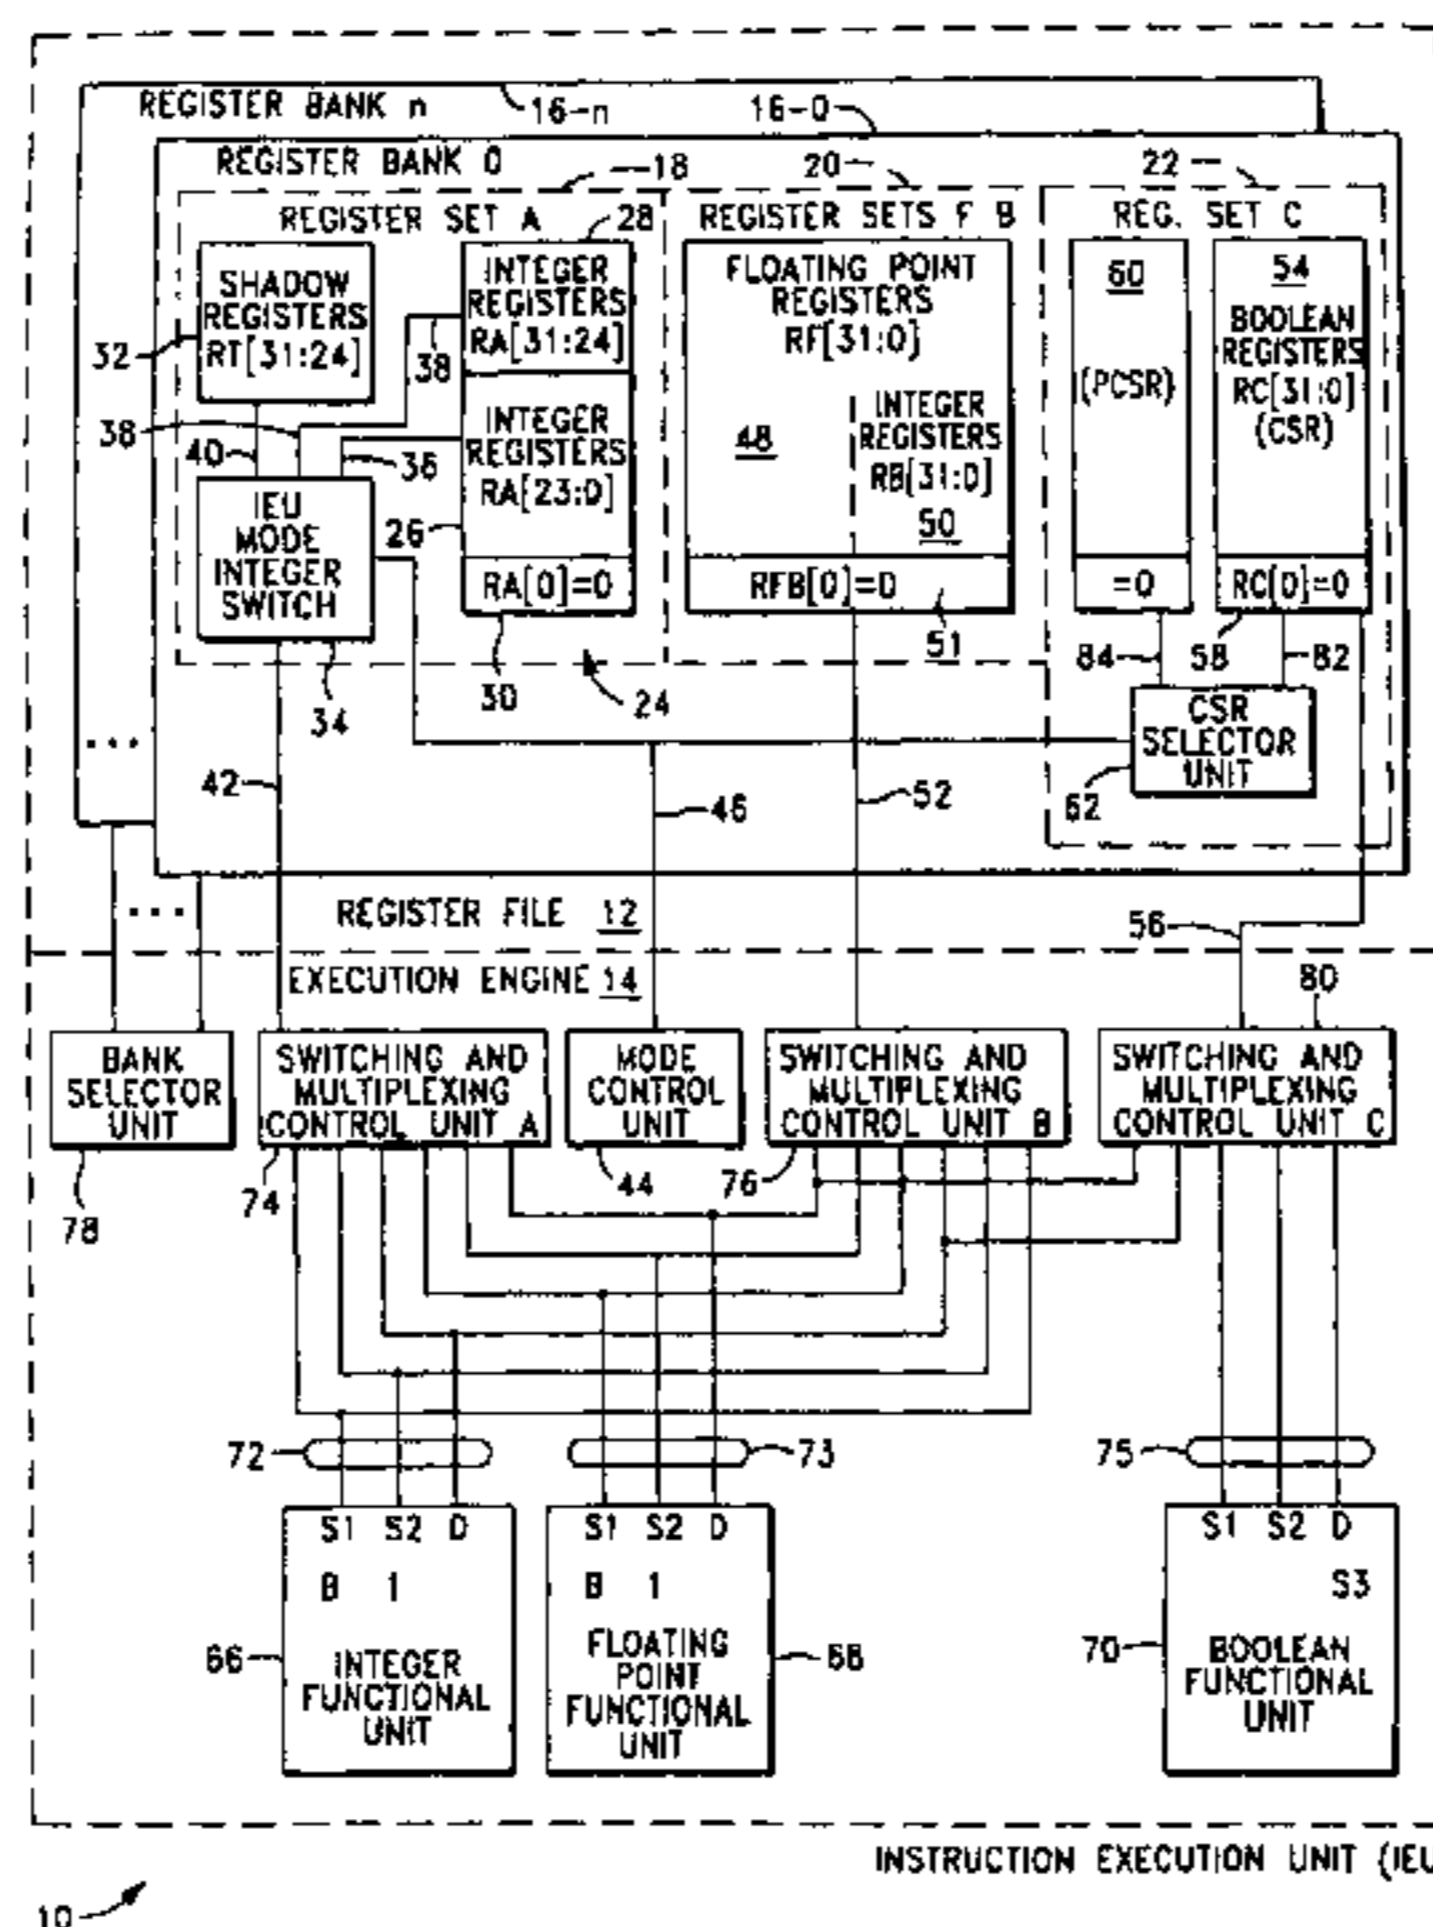 REGISTER BANK n
16-n
16-0
REGISTER BANK 0
18
20
22
REGISTER SET A
28
REGISTER SETS F B
REG. SET C
SHADOW
REGISTERS
RT[31:24]
32
INTEGER
REGISTERS
RA[31:24]
38
FLOATING POINT
REGISTERS
RF[31:0]
60
(PCSR)
54
BOOLEAN
REGISTERS
RC[31:0]
(CSR)
38
40
36
INTEGER
REGISTERS
RA[23:0]
26
48
INTEGER
REGISTERS
RB[31:0]
50
IEU
MODE
INTEGER
SWITCH
RA[0]=0
RFB[0]=0
=0
RC[0]=0
34
30
24
51
84
58
82
CSR
SELECTOR
UNIT
62
...
42
46
52
...
REGISTER FILE 12
56
EXECUTION ENGINE 14
80
BANK
SELECTOR
UNIT
SWITCHING AND
MULTIPLEXING
CONTROL UNIT A
MODE
CONTROL
UNIT
SWITCHING AND
MULTIPLEXING
CONTROL UNIT B
SWITCHING AND
MULTIPLEXING
CONTROL UNIT C
78
74
44
76
72
73
75
S1 S2 D
B 1
INTEGER
FUNCTIONAL
UNIT
66
S1 S2 D
B 1
FLOATING
POINT
FUNCTIONAL
UNIT
68
S1 S2 D
S3
BOOLEAN
FUNCTIONAL
UNIT
70
INSTRUCTION EXECUTION UNIT (IEU
10